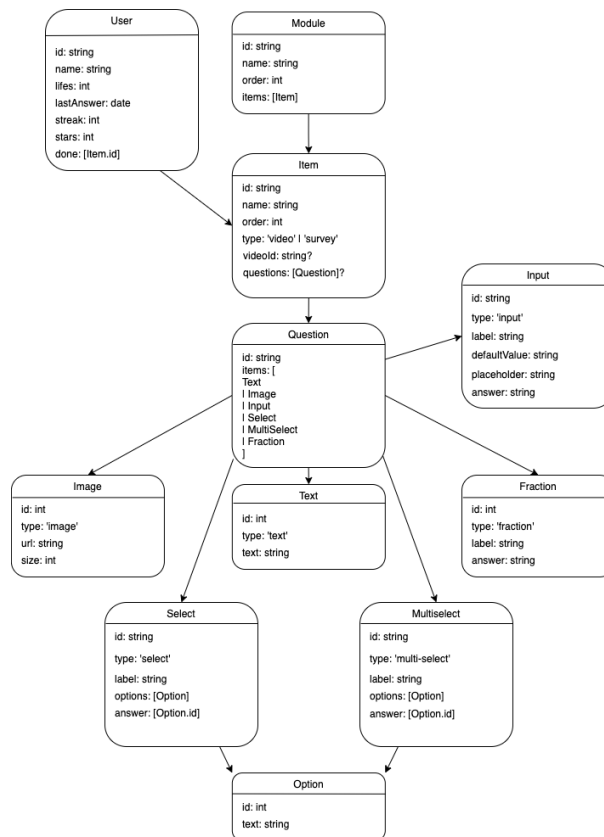 User
id: string
name: string
lifes: int
lastAnswer: date
streak: int
stars: int
done: [Item.id]
Module
id: string
name: string
order: int
items: [Item]
Item
id: string
name: string
order: int
type: 'video' | 'survey'
videoId: string?
questions: [Question]?
Input
id: string
type: 'input'
label: string
defaultValue: string
placeholder: string
answer: string
Question
id: string
items: [
Text
| Image
| Input
| Select
| MultiSelect
| Fraction
]
Image
id: int
type: 'image'
url: string
size: int
Text
id: int
type: 'text'
text: string
Fraction
id: int
type: 'fraction'
label: string
answer: string
Select
id: string
type: 'select'
label: string
options: [Option]
answer: [Option.id]
Multiselect
id: string
type: 'multi-select'
label: string
options: [Option]
answer: [Option.id]
Option
id: int
text: string